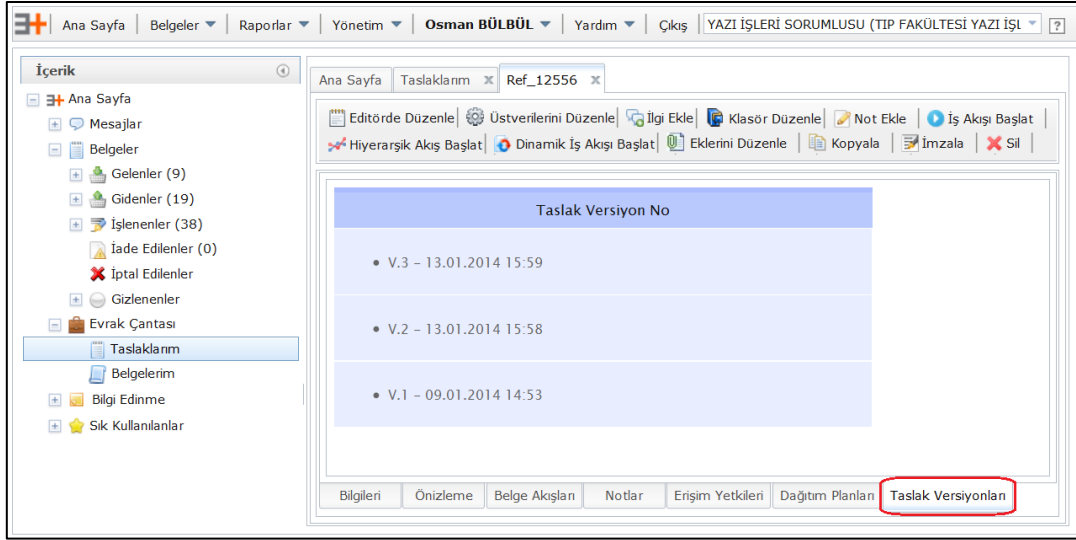 Ana Sayfa Belgeler Raporlar Yönetim Osman BÜLBÜL Yardım Çıkış YAZI İŞLERİ SORUMLUSU (TIP FAKÜLTESİ YAZI İŞL ?
İçerik
Ana Sayfa
Mesajlar
Belgeler
Gelenler (9)
Gidenler (19)
İşlenenler (38)
İade Edilenler (0)
İptal Edilenler
Gizlenenler
Evrak Çantası
Taslaklarım
Belgelerim
Bilgi Edinme
Sık Kullanılanlar
Ana Sayfa Taslaklarım x Ref_12556 x
Editörde Düzenle Üstverilerini Düzenle İlgi Ekle Klasör Düzenle Not Ekle İş Akışı Başlat
Hiyerarşik Akış Başlat Dinamik İş Akışı Başlat Eklerini Düzenle Kopyala İmzala Sil
Taslak Versiyon No
• V.3 – 13.01.2014 15:59
• V.2 – 13.01.2014 15:58
• V.1 – 09.01.2014 14:53
Bilgileri Önizleme Belge Akışları Notlar Erişim Yetkileri Dağıtım Planları Taslak Versiyonları